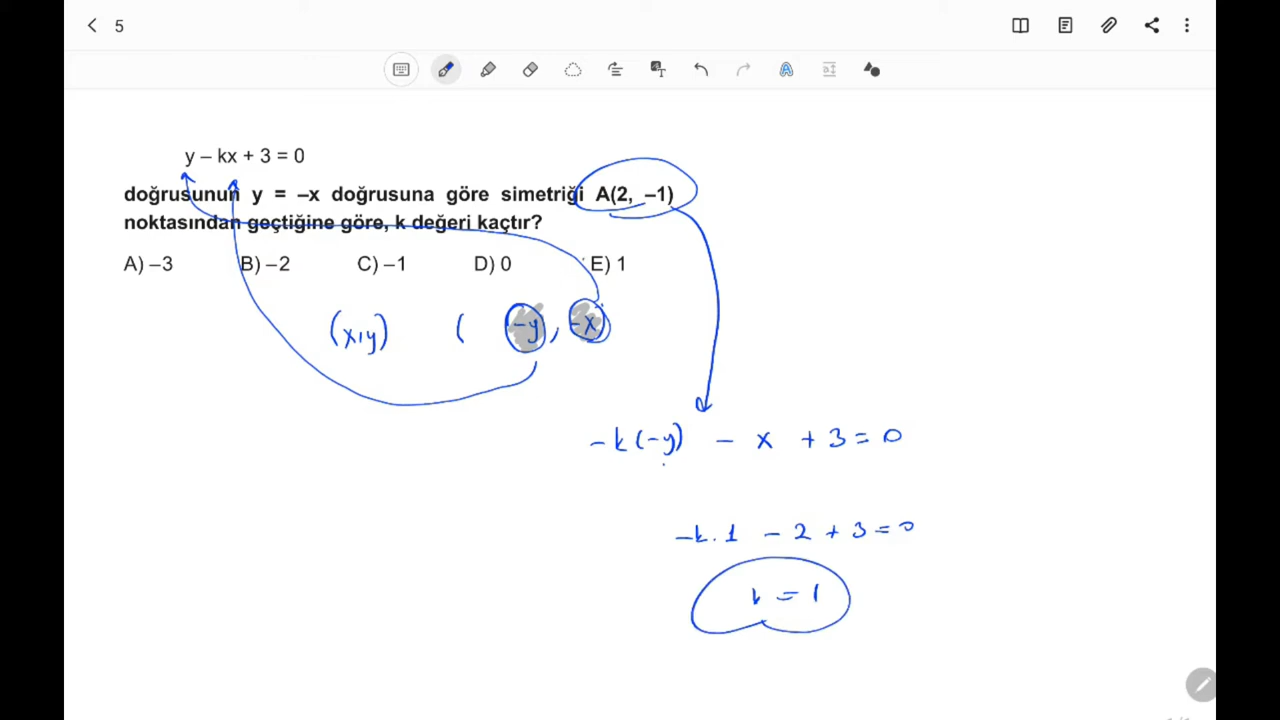 5
y – kx + 3 = 0
doğrusunun y = –x doğrusuna göre simetriği A(2, –1)
noktasından geçtiğine göre, k değeri kaçtır?
A) –3 B) –2 C) –1 D) 0 E) 1
(x,y) ( -y, -x)
-k(-y) - x + 3 = 0
-k.1 - 2 + 3 = 0
k = 1